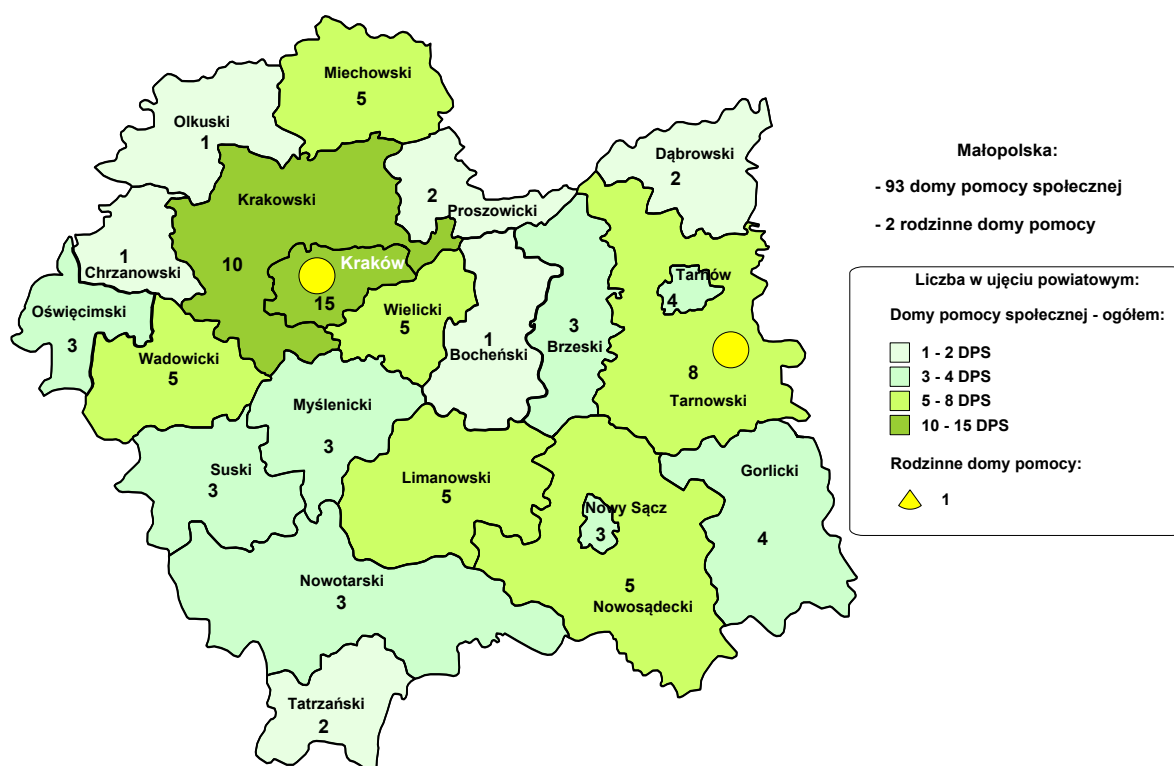 Miechowski
5
Olkuski
1
Dąbrowski
2
Małopolska:
- 93 domy pomocy społecznej
- 2 rodzinne domy pomocy
Krakowski
10
2
Proszowicki
1
Chrzanowski
Kraków
15
Tarnów
4
Oświęcimski
3
Wielicki
5
1
Bocheński
3
Brzeski
Wadowicki
5
8
Tarnowski
Myślenicki
3
Suski
3
Limanowski
5
Gorlicki
4
Nowy Sącz
3
5
Nowosądecki
Nowotarski
3
Tatrzański
2
Liczba w ujęciu powiatowym:
Domy pomocy społecznej - ogółem:
1 - 2 DPS
3 - 4 DPS
5 - 8 DPS
10 - 15 DPS
Rodzinne domy pomocy:
1